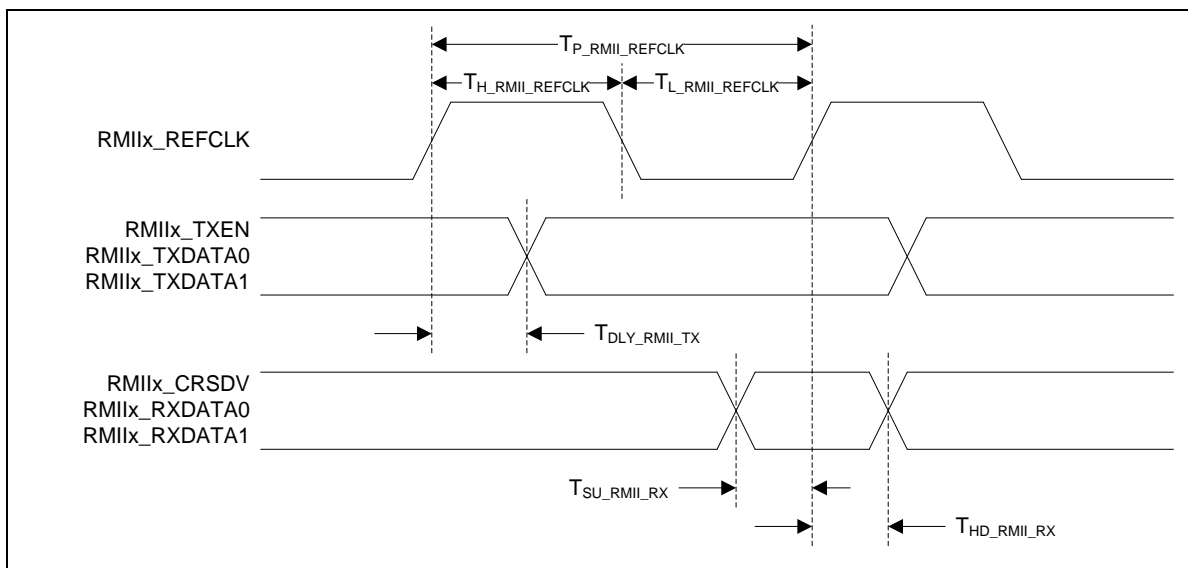 T_P_RMII_REFCLK
T_H_RMII_REFCLK T_L_RMII_REFCLK
RMIIx_REFCLK
RMIIx_TXEN
RMIIx_TXDATA0
RMIIx_TXDATA1
T_DLY_RMII_TX
RMIIx_CRSDV
RMIIx_RXDATA0
RMIIx_RXDATA1
T_SU_RMII_RX
T_HD_RMII_RX